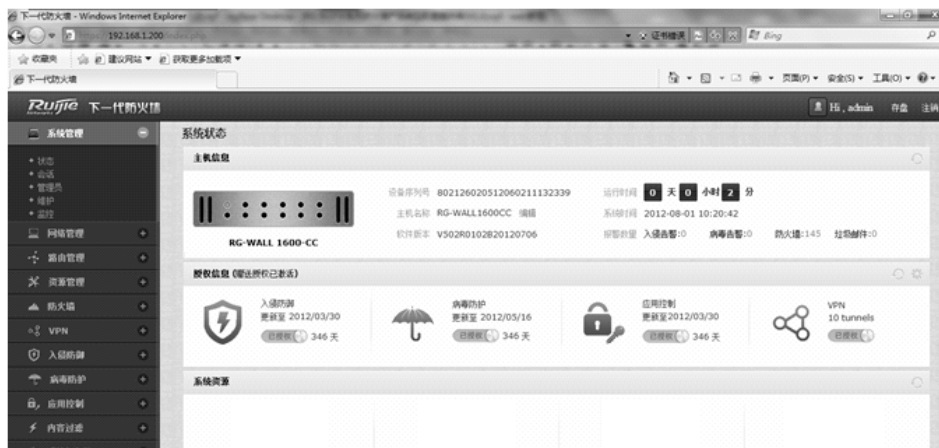 下一代防火墙 - Windows Internet Explorer
192.168.1.200
证书错误
Bing
收藏夹 建议网站 获取更多加载项
下一代防火墙
页面(P) 安全(S) 工具(O)
Ruijie 下一代防火墙
Hi , admin 存盘 注销
系统管理
状态
会话
管理员
维护
监控
网络管理
路由管理
资源管理
防火墙
VPN
入侵防御
病毒防护
应用控制
内容过滤
系统状态
主机信息
RG-WALL 1600-CC
设备序列号 802126020512060211132339
主机名称 RG-WALL1600CC 编辑
软件版本 V502R0102B20120706
运行时间 0 天 0 小时 2 分
系统时间 2012-08-01 10:20:42
报警数量 入侵告警:0 病毒告警:0 防火墙:145 垃圾邮件:0
授权信息 (赠送授权已激活)
入侵防御
更新至 2012/03/30
已授权 346 天
病毒防护
更新至 2012/05/16
已授权 346 天
应用控制
更新至2012/03/30
已授权 346 天
VPN
10 tunnels
已授权
系统资源